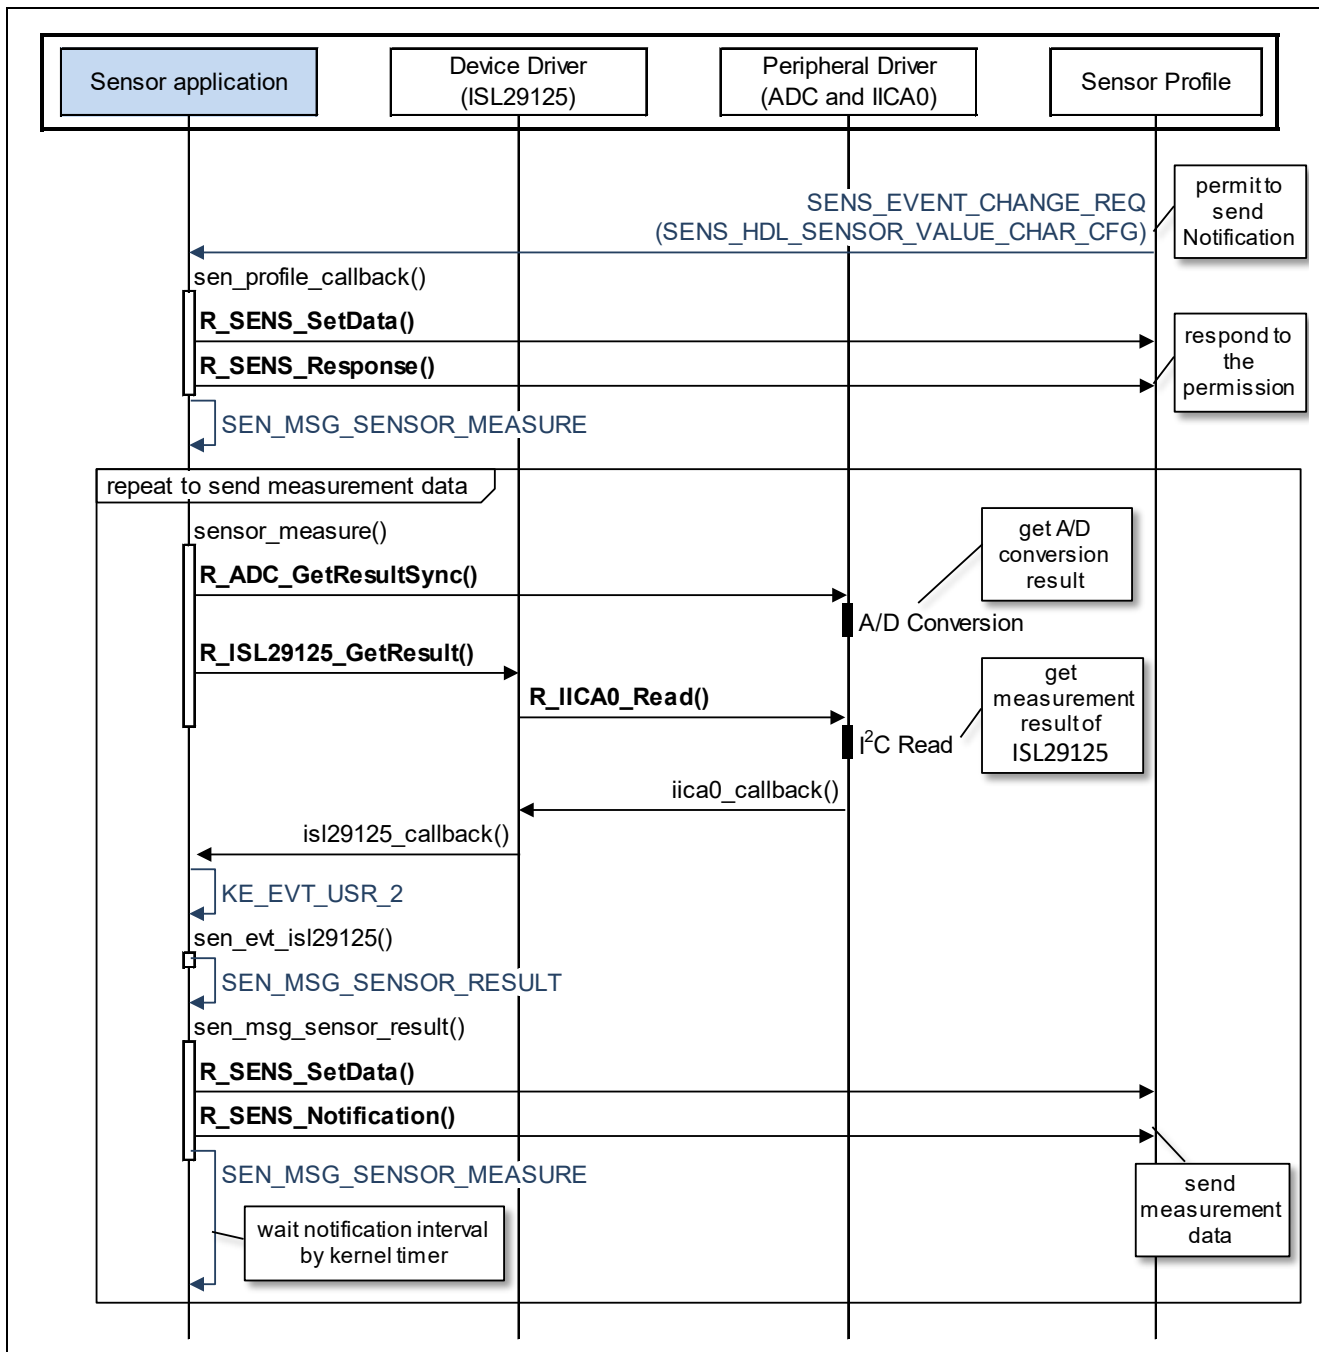 Sensor application
Device Driver
(ISL29125)
Peripheral Driver
(ADC and IICA0)
Sensor Profile
SENS_EVENT_CHANGE_REQ
(SENS_HDL_SENSOR_VALUE_CHAR_CFG)
permit to
send
Notification
sen_profile_callback()
R_SENS_SetData()
R_SENS_Response()
respond to
the
permission
SEN_MSG_SENSOR_MEASURE
repeat to send measurement data
sensor_measure()
R_ADC_GetResultSync()
get A/D
conversion
result
A/D Conversion
R_ISL29125_GetResult()
R_IICA0_Read()
I²C Read
get
measurement
result of
ISL29125
iica0_callback()
isl29125_callback()
KE_EVT_USR_2
sen_evt_isl29125()
SEN_MSG_SENSOR_RESULT
sen_msg_sensor_result()
R_SENS_SetData()
R_SENS_Notification()
SEN_MSG_SENSOR_MEASURE
send
measurement
data
wait notification interval
by kernel timer